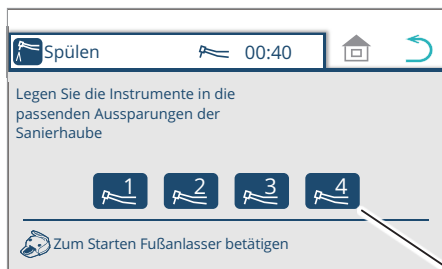 Spülen 00:40
Legen Sie die Instrumente in die
passenden Aussparungen der
Sanierhaube
1 2 3 4
Zum Starten Fußanlasser betätigen